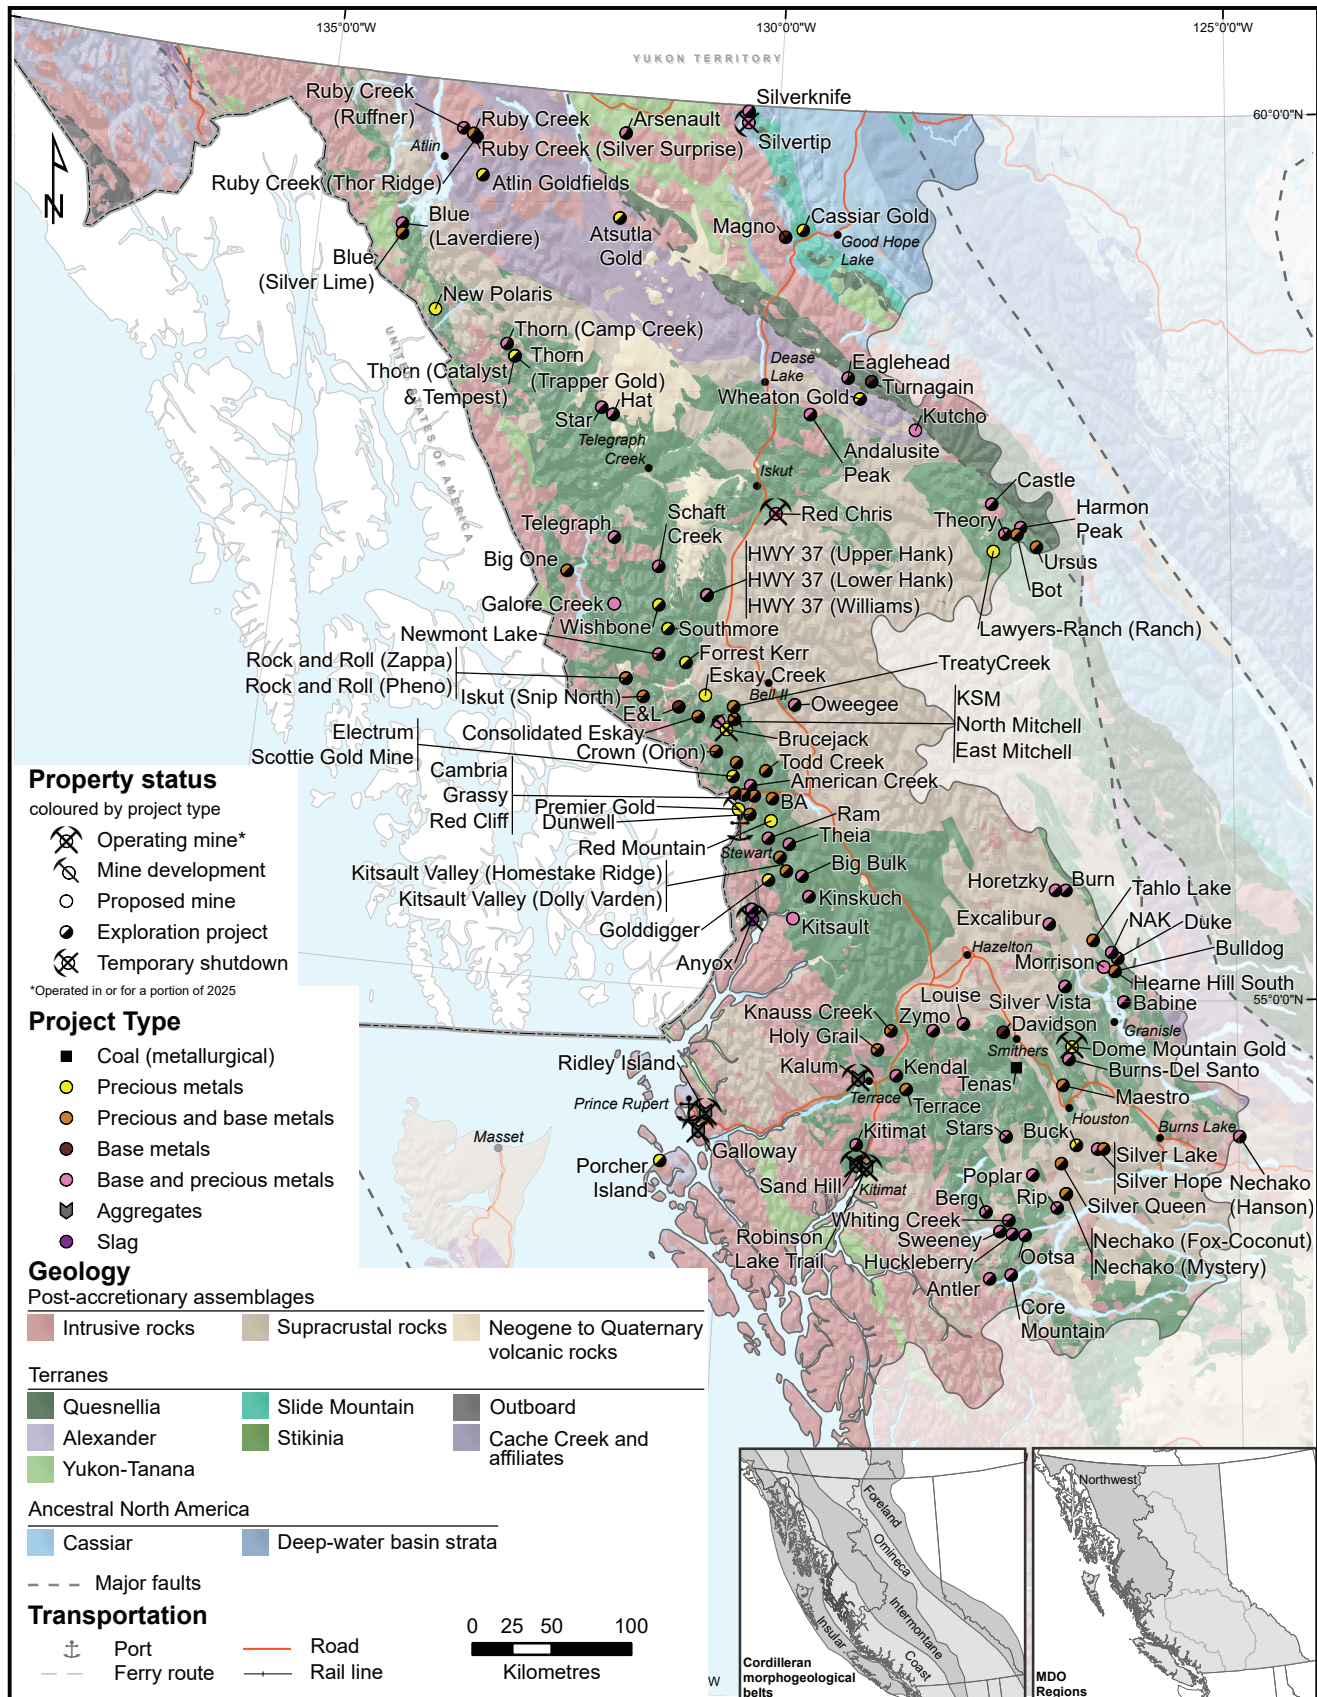 135°0'0"W
130°0'0"W
125°0'0"W
YUKON TERRITORY
60°0'0"N
Silverknife
Silvertip
Ruby Creek
(Ruffner)
Ruby Creek
Arsenault
Atlin
Ruby Creek (Silver Surprise)
Ruby Creek (Thor Ridge)
Atlin Goldfields
N
Blue
(Laverdiere)
Atsutla
Gold
Magno
Cassiar Gold
Good Hope
Lake
Blue
(Silver Lime)
New Polaris
UNITED STATES OF AMERICA
Thorn (Camp Creek)
Thorn
(Trapper Gold)
Thorn (Catalyst
& Tempest)
Dease
Lake
Eaglehead
Turnagain
Wheaton Gold
Kutcho
Hat
Star
Telegraph
Creek
Andalusite
Peak
Iskut
Castle
Harmon
Peak
Theory
Ursus
Bot
Lawyers-Ranch (Ranch)
Red Chris
Telegraph
Schaft
Creek
Big One
HWY 37 (Upper Hank)
HWY 37 (Lower Hank)
HWY 37 (Williams)
Galore Creek
Wishbone
Southmore
Newmont Lake
Forrest Kerr
Rock and Roll (Zappa)
Rock and Roll (Pheno)
Eskay Creek
TreatyCreek
Iskut (Snip North)
Bell II
Oweegee
KSM
North Mitchell
East Mitchell
E&L
Consolidated Eskay
Brucejack
Electrum
Scottie Gold Mine
Crown (Orion)
Todd Creek
American Creek
Cambria
Grassy
Red Cliff
BA
Premier Gold
Dunwell
Ram
Theia
Red Mountain
Stewart
Big Bulk
Kitsault Valley (Homestake Ridge)
Kitsault Valley (Dolly Varden)
Kinskuch
Golddigger
Kitsault
Anyox
Horetzky
Burn
Tahlo Lake
Excalibur
NAK
Duke
Bulldog
Hazelton
Morrison
Hearne Hill South
Babine
55°0'0"N
Silver Vista
Granisle
Louise
Zymo
Davidson
Smithers
Knauss Creek
Holy Grail
Dome Mountain Gold
Burns-Del Santo
Kalum
Kendal
Tenas
Maestro
Terrace
Terrace
Houston
Burns Lake
Ridley Island
Prince Rupert
Galloway
Masset
Porcher
Island
Kitimat
Stars
Buck
Silver Lake
Silver Hope
Nechako
(Hanson)
Sand Hill
Kitimat
Poplar
Berg
Rip
Silver Queen
Robinson
Lake Trail
Whiting Creek
Sweeney
Huckleberry
Ootsa
Nechako (Fox-Coconut)
Nechako (Mystery)
Antler
Core
Mountain
Property status
coloured by project type
Operating mine*
Mine development
Proposed mine
Exploration project
Temporary shutdown
*Operated in or for a portion of 2025
Project Type
Coal (metallurgical)
Precious metals
Precious and base metals
Base metals
Base and precious metals
Aggregates
Slag
Geology
Post-accretionary assemblages
Intrusive rocks
Supracrustal rocks
Neogene to Quaternary
volcanic rocks
Terranes
Quesnellia
Slide Mountain
Outboard
Alexander
Stikinia
Cache Creek and
affiliates
Yukon-Tanana
Ancestral North America
Cassiar
Deep-water basin strata
Major faults
Transportation
Port
Road
Ferry route
Rail line
0 25 50 100
Kilometres
W
Foreland
Omineca
Intermontane
Coast
Insular
Cordilleran
morphogeological
belts
Northwest
MDO
Regions